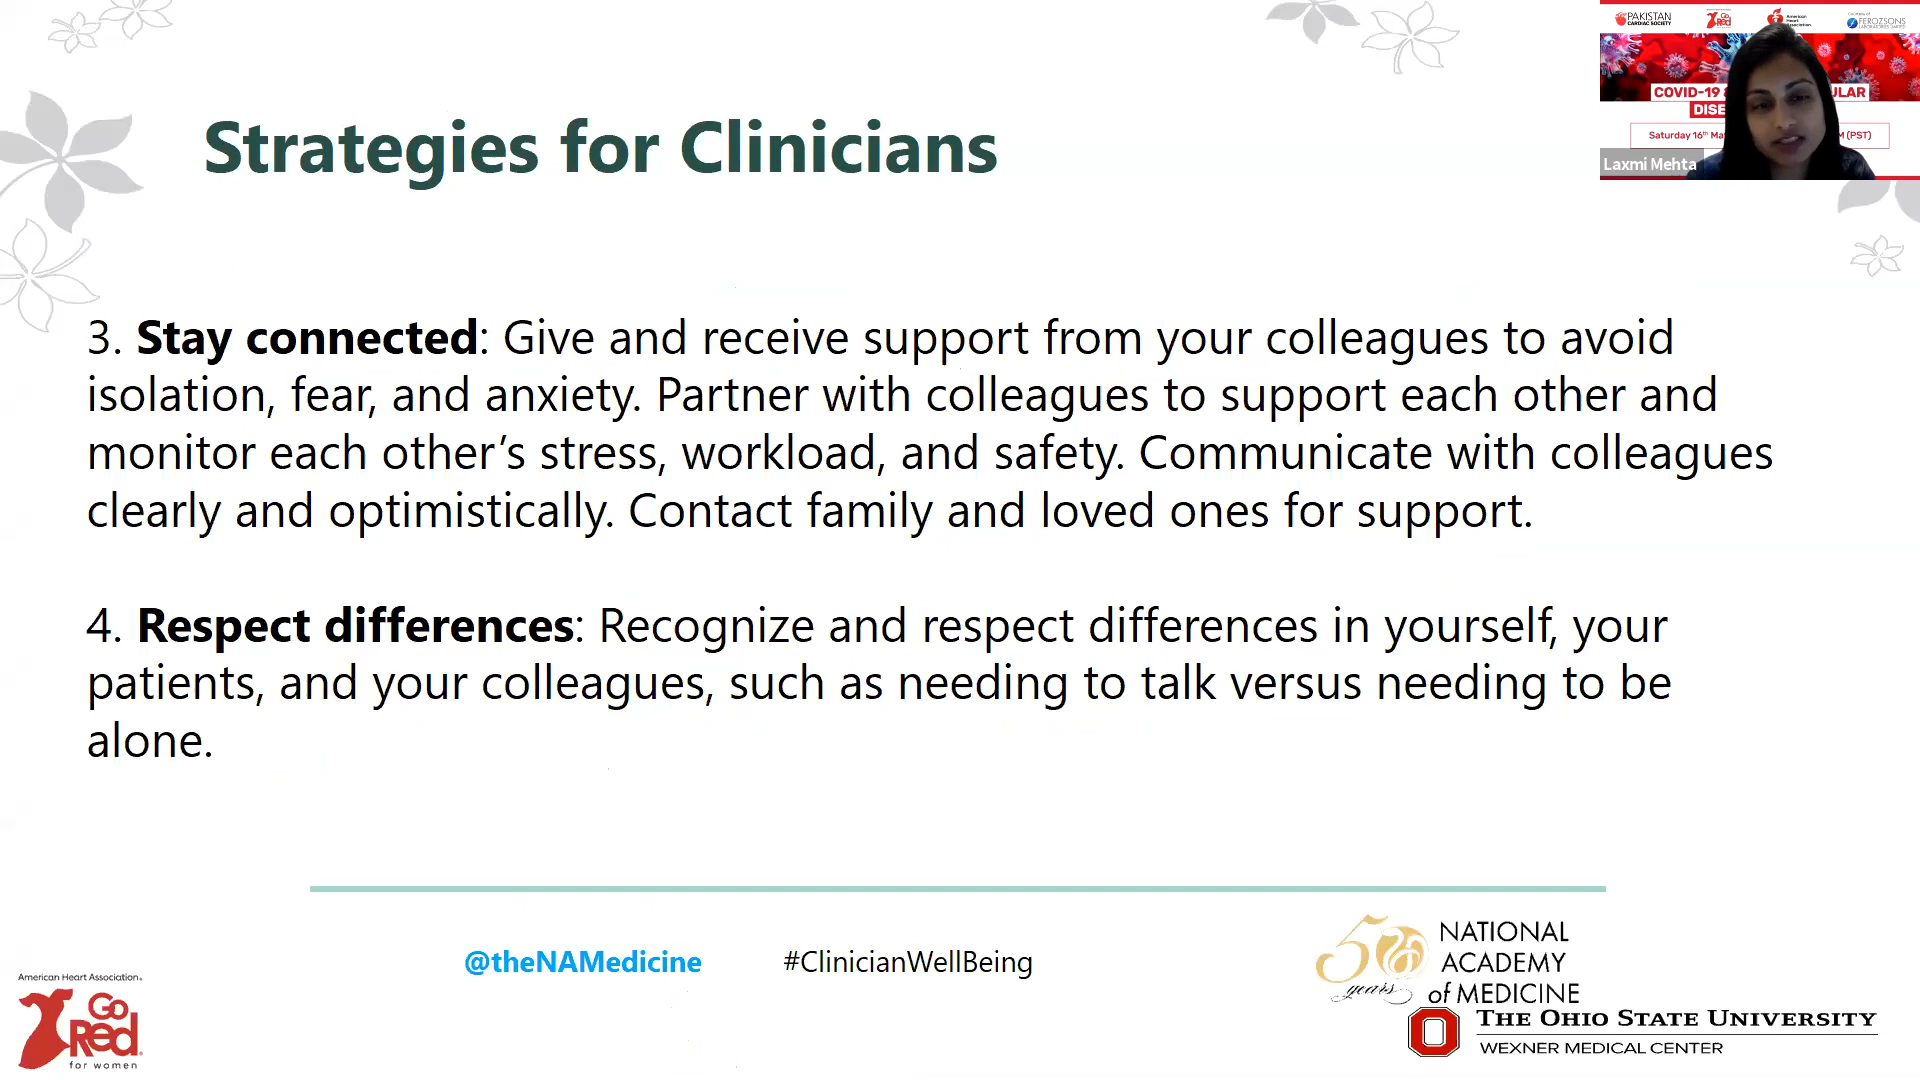 Strategies for Clinicians
3. Stay connected: Give and receive support from your colleagues to avoid
isolation, fear, and anxiety. Partner with colleagues to support each other and
monitor each other’s stress, workload, and safety. Communicate with colleagues
clearly and optimistically. Contact family and loved ones for support.
4. Respect differences: Recognize and respect differences in yourself, your
patients, and your colleagues, such as needing to talk versus needing to be
alone.
@theNAMedicine
#ClinicianWellBeing
50 years
NATIONAL
ACADEMY
of MEDICINE
THE OHIO STATE UNIVERSITY
WEXNER MEDICAL CENTER
American Heart Association.
Go
Red
for women
PAKISTAN
CARDIAC SOCIETY
Go
Red
American
Heart
Association
FEROZSONS
COVID-19
ULAR
DISE
Saturday 16th Ma
M (PST)
Laxmi Mehta